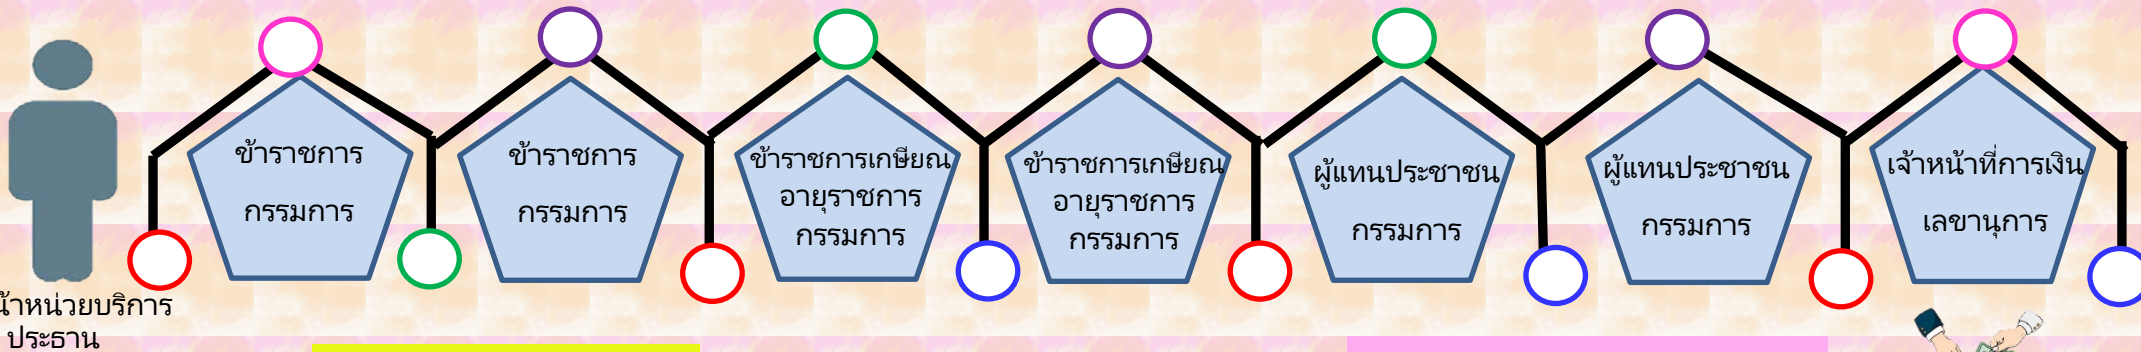 ข้าราชการ
กรรมการ
ข้าราชการ
กรรมการ
ข้าราชการเกษียณ
อายุราชการ
กรรมการ
ข้าราชการเกษียณ
อายุราชการ
กรรมการ
ผู้แทนประชาชน
กรรมการ
ผู้แทนประชาชน
กรรมการ
เจ้าหน้าที่การเงิน
เลขานุการ
น้าหน่วยบริการ
ประธาน